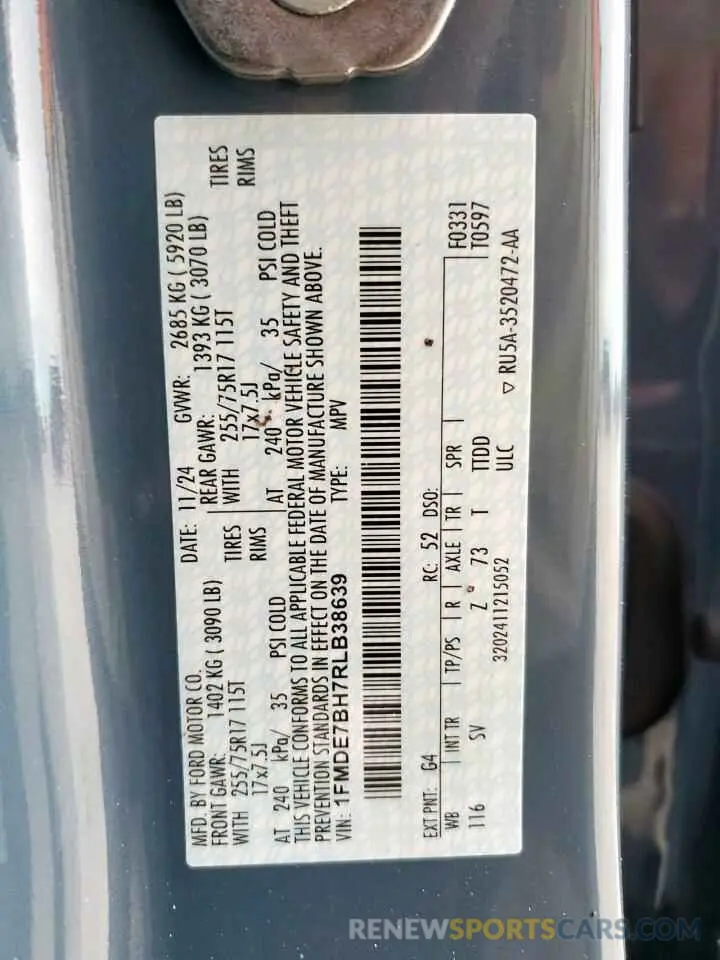 MFD. BY FORD MOTOR CO. DATE: 11/24 GVWR: 2685 KG ( 5920 LB)
FRONT GAWR: 1402 KG ( 3090 LB) REAR GAWR: 1393 KG ( 3070 LB)
WITH 255/75R17 115T TIRES WITH 255/75R17 115T TIRES
17x7.5J RIMS 17x7.5J RIMS
AT 240 kPa/ 35 PSI COLD AT 240 kPa/ 35 PSI COLD
THIS VEHICLE CONFORMS TO ALL APPLICABLE FEDERAL MOTOR VEHICLE SAFETY AND THEFT
PREVENTION STANDARDS IN EFFECT ON THE DATE OF MANUFACTURE SHOWN ABOVE.
VIN: 1FMDE7BH7RLB38639 TYPE: MPV
EXT PNT: G4 RC: 52 DSO: F0331
WB INT TR TP/PS R AXLE TR SPR T0597
116 SV Z 73 T TTDD
3202411215052 ULC ▽ RU5A-3520472-AA
RENEWSPORTSCARS.COM